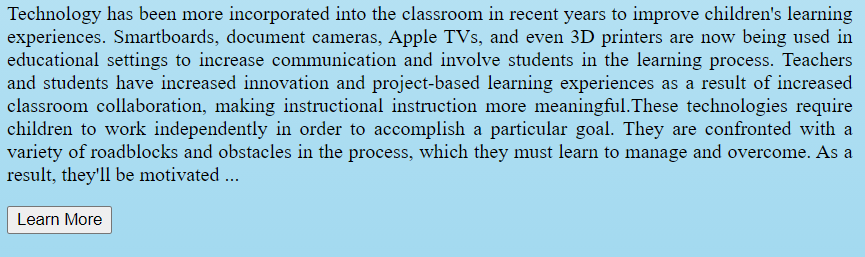 Technology has been more incorporated into the classroom in recent years to improve children's learning
experiences. Smartboards, document cameras, Apple TVs, and even 3D printers are now being used in
educational settings to increase communication and involve students in the learning process. Teachers
and students have increased innovation and project-based learning experiences as a result of increased
classroom collaboration, making instructional instruction more meaningful.These technologies require
children to work independently in order to accomplish a particular goal. They are confronted with a
variety of roadblocks and obstacles in the process, which they must learn to manage and overcome. As a
result, they'll be motivated ...
Learn More